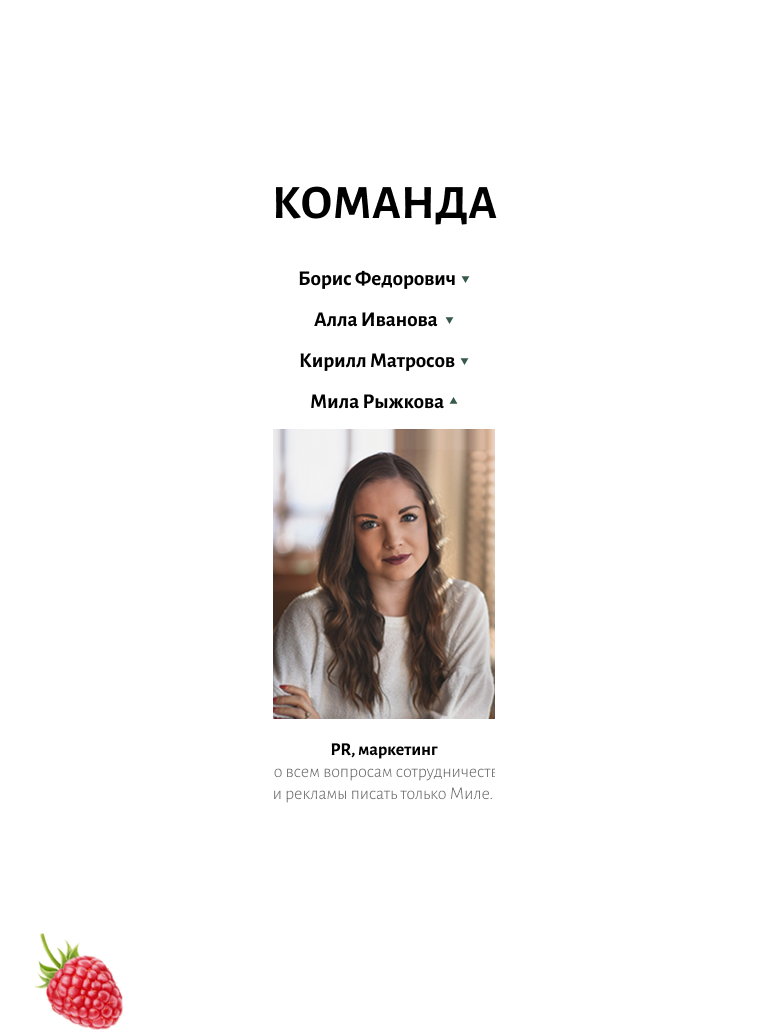 КОМАНДА
Борис Федорович
Алла Иванова
Кирилл Матросов
Мила Рыжкова
PR, маркетинг
о всем вопросам сотрудничеств
и рекламы писать только Миле.